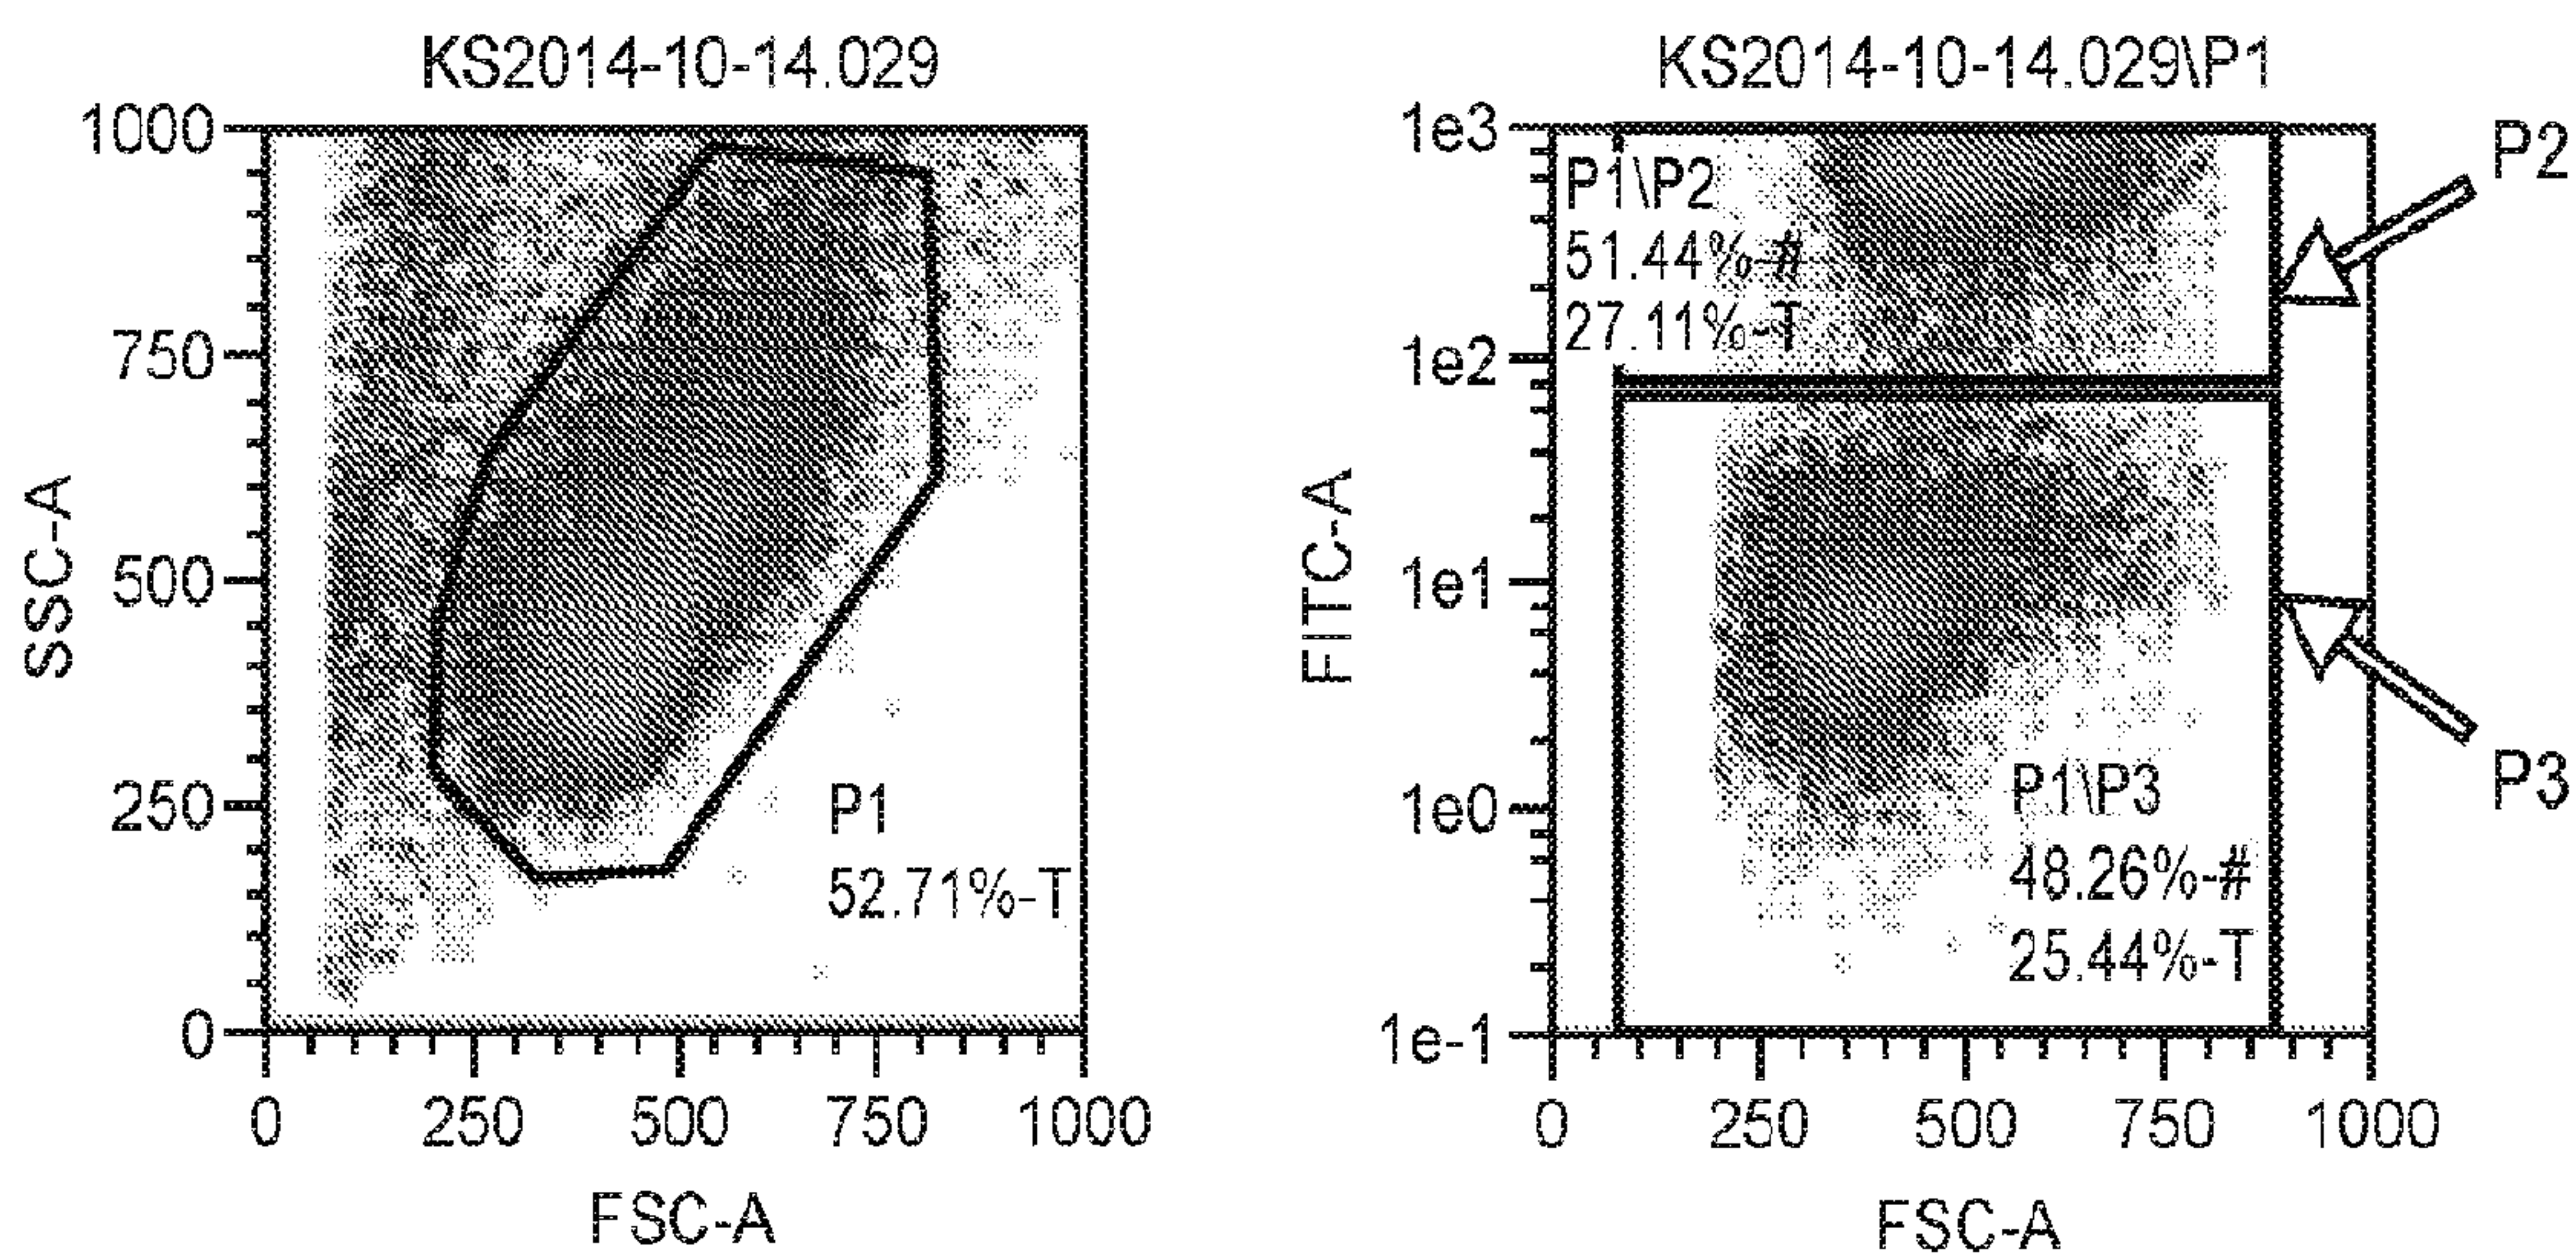 KS2014-10-14.029
1000
750
500
250
0
SSC-A
P1
52.71%-T
0 250 500 750 1000
FSC-A
KS2014-10-14.029\P1
1e3
1e2
1e1
1e0
1e-1
FITC-A
P1\P2
51.44%-#
27.11%-T
P2
P3
P1\P3
48.26%-#
25.44%-T
0 250 500 750 1000
FSC-A